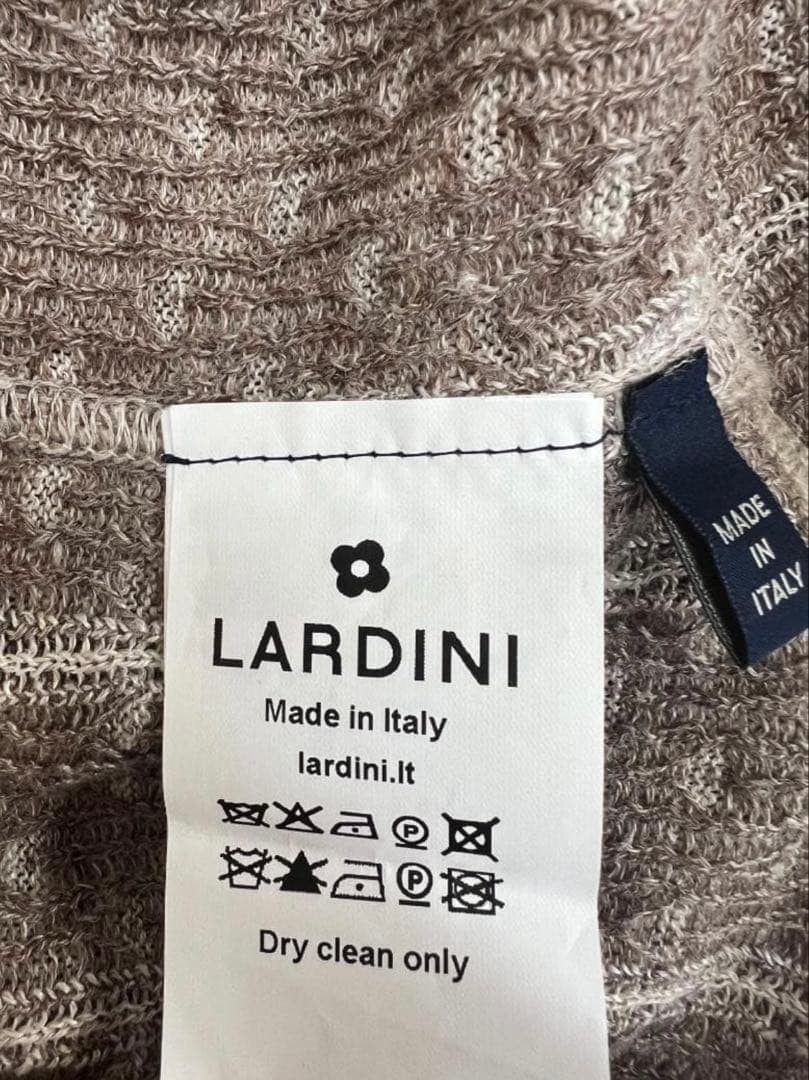 LARDINI
Made in Italy
lardini.It
P
P
Dry clean only
MADE
IN
ITALY